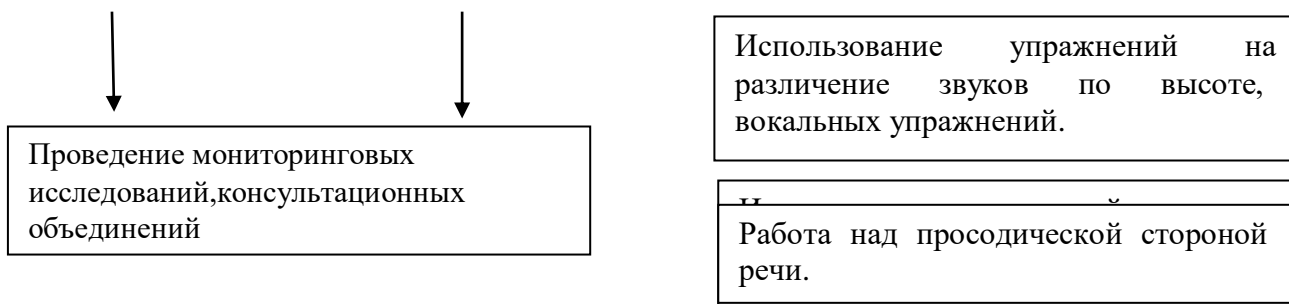 Проведение мониторинговых
исследований,консультационных
объединений
Использование упражнений на
различение звуков по высоте,
вокальных упражнений.
Работа над просодической стороной
речи.